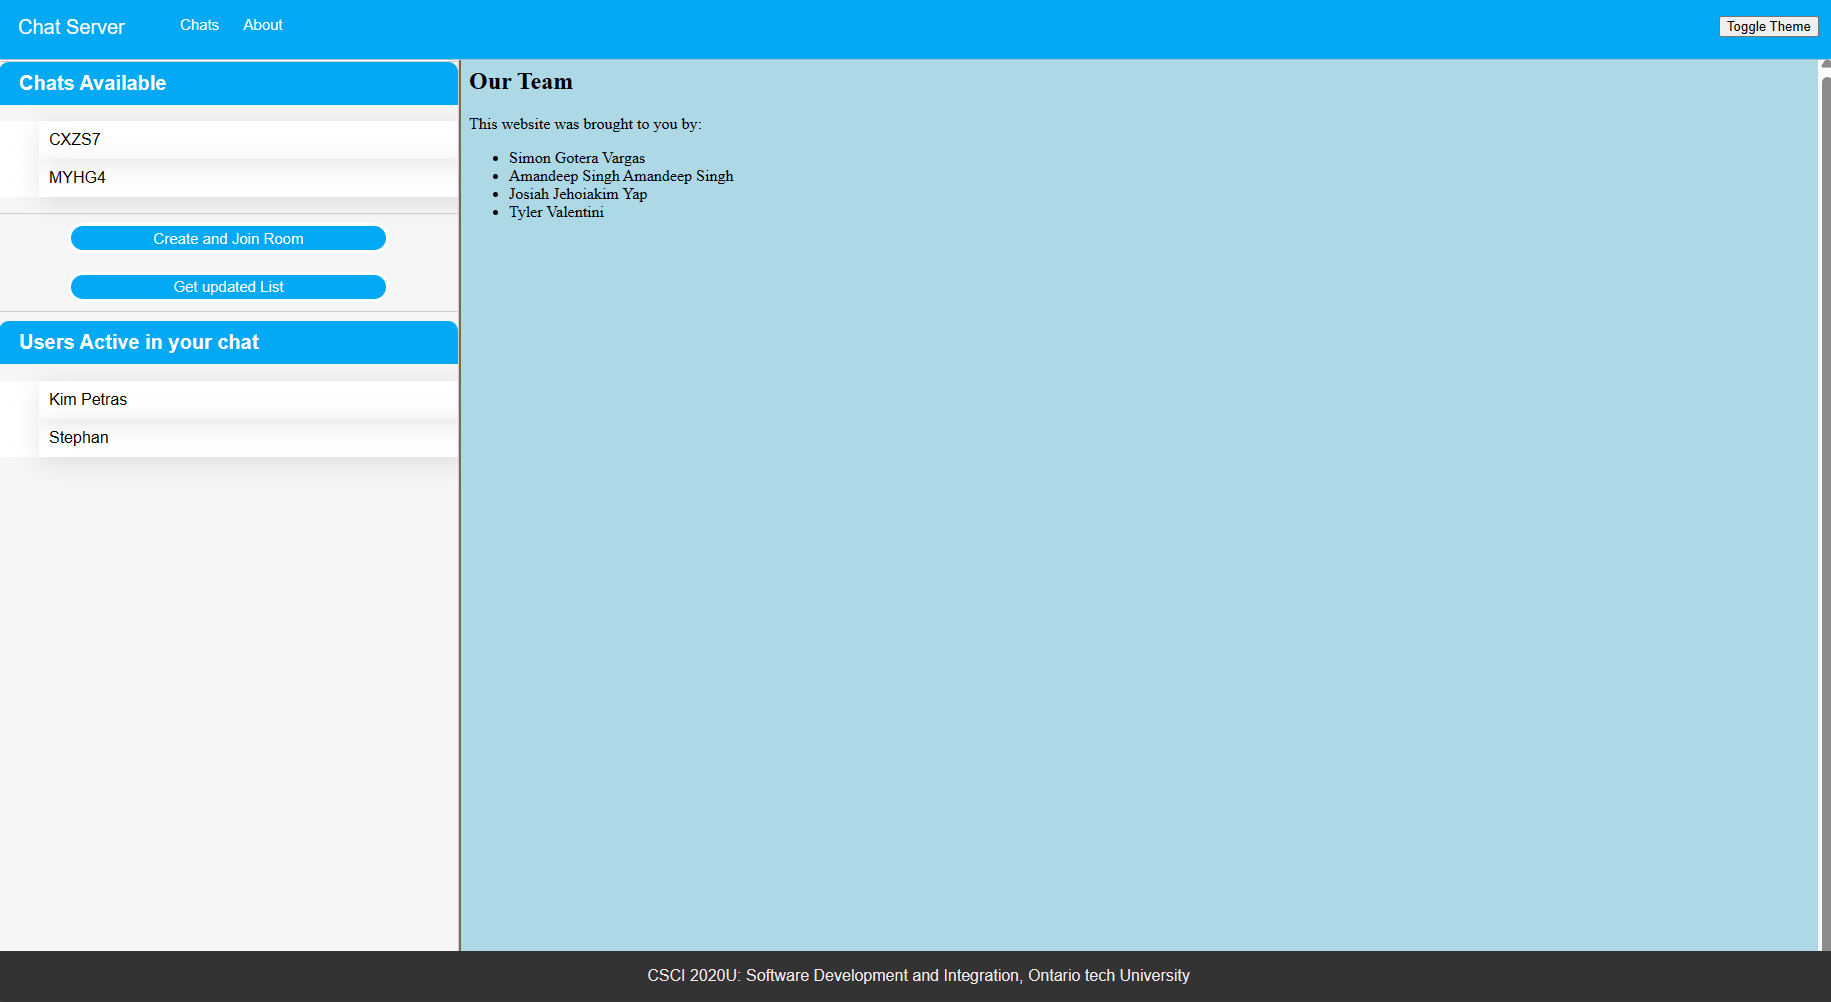 Chat Server
Chats
About
Toggle Theme
Chats Available
CXZS7
MYHG4
Create and Join Room
Get updated List
Users Active in your chat
Kim Petras
Stephan
Our Team
This website was brought to you by:
Simon Gotera Vargas
Amandeep Singh Amandeep Singh
Josiah Jehoiakim Yap
Tyler Valentini
CSCI 2020U: Software Development and Integration, Ontario tech University